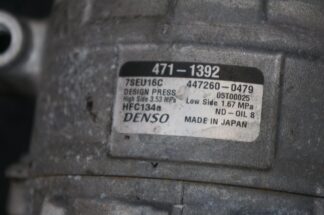 471-1392
7SEU16C 447260-0479
DESIGN PRESS 05T00025
High Side 3.53 MPa Low Side 1.67 MPa
HFC134a ND-OIL 8
DENSO MADE IN JAPAN